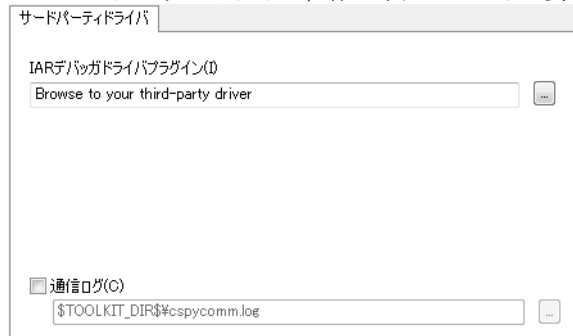 サードパーティドライバ
IARデバッガドライバプラグイン(I)
Browse to your third-party driver
...
通信ログ(C)
$TOOLKIT_DIR$¥cspycomm.log
...